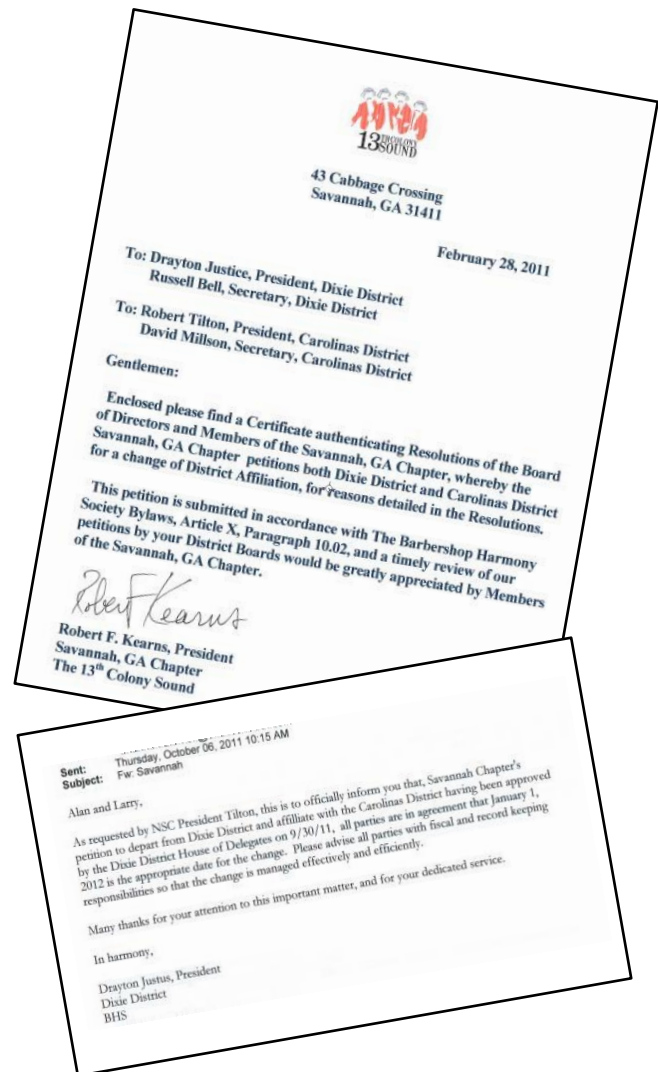 13TH COLONY
SOUND
43 Cabbage Crossing
Savannah, GA 31411
February 28, 2011
To: Drayton Justice, President, Dixie District
Russell Bell, Secretary, Dixie District
To: Robert Tilton, President, Carolinas District
David Millson, Secretary, Carolinas District
Gentlemen:
Enclosed please find a Certificate authenticating Resolutions of the Board
of Directors and Members of the Savannah, GA Chapter, whereby the
Savannah, GA Chapter petitions both Dixie District and Carolinas District
for a change of District Affiliation, for reasons detailed in the Resolutions.
This petition is submitted in accordance with The Barbershop Harmony
Society Bylaws, Article X, Paragraph 10.02, and a timely review of our
petitions by your District Boards would be greatly appreciated by Members
of the Savannah, GA Chapter.
Robert F Kearns
Robert F. Kearns, President
Savannah, GA Chapter
The 13th Colony Sound
Sent: Thursday, October 06, 2011 10:15 AM
Subject: Fw: Savannah
Alan and Larry,
As requested by NSC President Tilton, this is to officially inform you that, Savannah Chapter's
petition to depart from Dixie District and affiliate with the Carolinas District having been approved
by the Dixie District House of Delegates on 9/30/11, all parties are in agreement that January 1,
2012 is the appropriate date for the change. Please advise all parties with fiscal and record keeping
responsibilities so that the change is managed effectively and efficiently.
Many thanks for your attention to this important matter, and for your dedicated service.
In harmony,
Drayton Justus, President
Dixie District
BHS